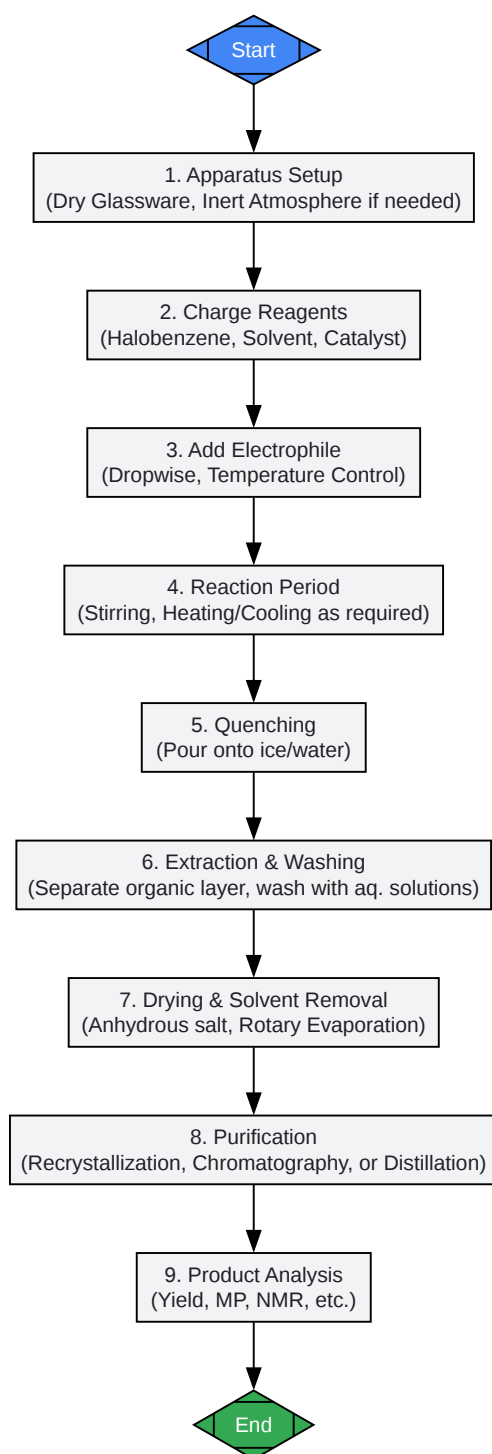 Start
1. Apparatus Setup
(Dry Glassware, Inert Atmosphere if needed)
2. Charge Reagents
(Halobenzene, Solvent, Catalyst)
3. Add Electrophile
(Dropwise, Temperature Control)
4. Reaction Period
(Stirring, Heating/Cooling as required)
5. Quenching
(Pour onto ice/water)
6. Extraction & Washing
(Separate organic layer, wash with aq. solutions)
7. Drying & Solvent Removal
(Anhydrous salt, Rotary Evaporation)
8. Purification
(Recrystallization, Chromatography, or Distillation)
9. Product Analysis
(Yield, MP, NMR, etc.)
End